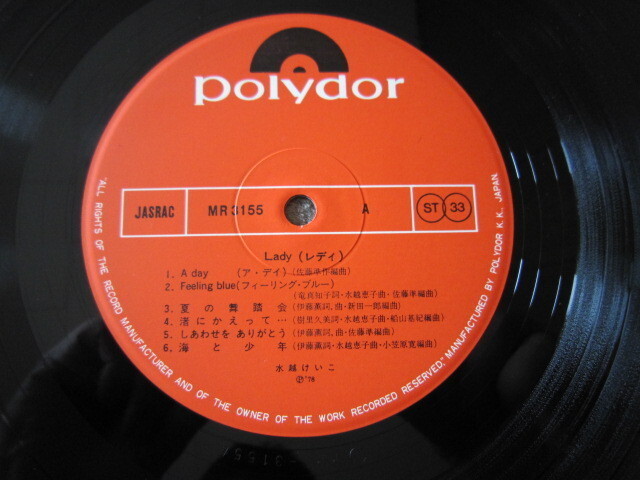 polydor
JASRAC MR 3155 A ST 33
Lady (レディ)
1. A day (ア・デイ) (佐藤準作編曲)
2. Feeling blue (フィーリング・ブルー)
(竜真知子詞・水越恵子曲・佐藤準編曲)
3. 夏の舞踏会 (伊藤薫詞,曲・新田一郎編曲)
4. 渚にかえって… (樹里久美詞・水越恵子曲・船山基紀編曲)
5. しあわせを ありがとう (伊藤薫詞,曲・佐藤準編曲)
6. 海と少年 (伊藤薫詞・水越恵子曲・小笠原寛編曲)
水越けいこ
Ⓟ'78
"ALL RIGHTS OF THE RECORD MANUFACTURER AND OF THE OWNER OF THE WORK RECORDED RESERVED," MANUFACTURED BY POLYDOR K. K., JAPAN.